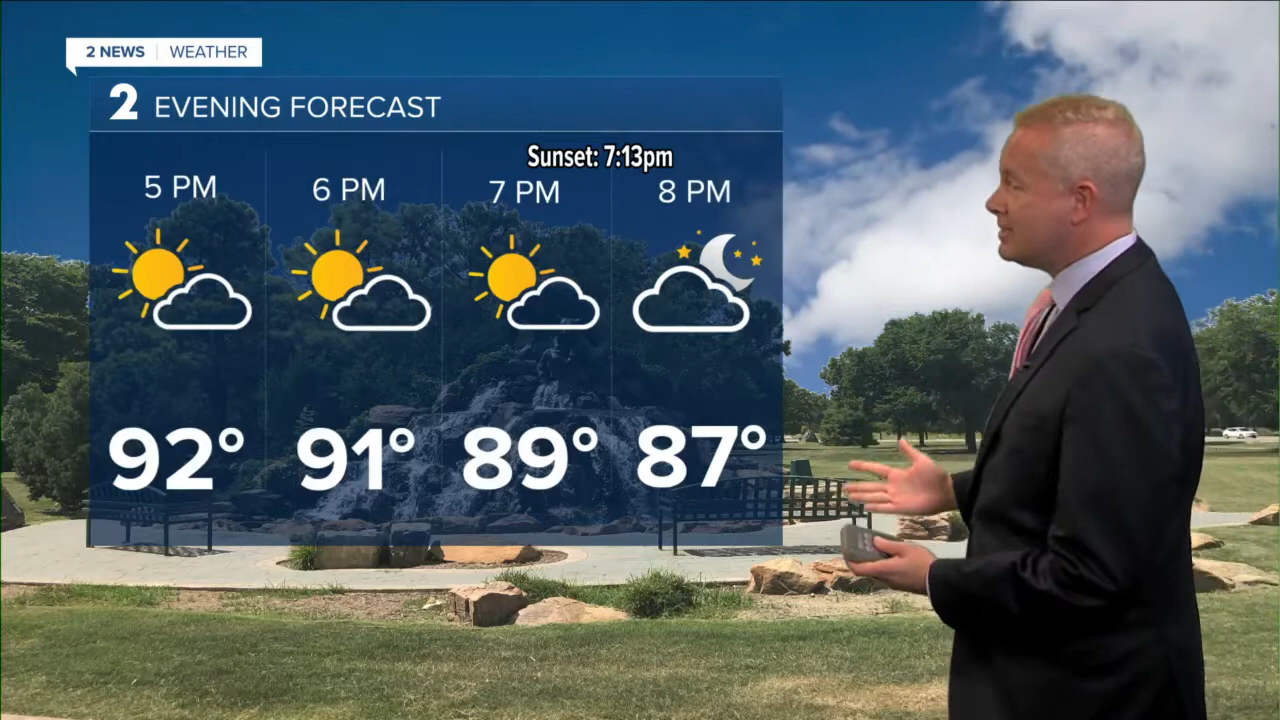 2 NEWS | WEATHER
2 EVENING FORECAST
Sunset: 7:13pm
5 PM 6 PM 7 PM 8 PM
92° 91° 89° 87°